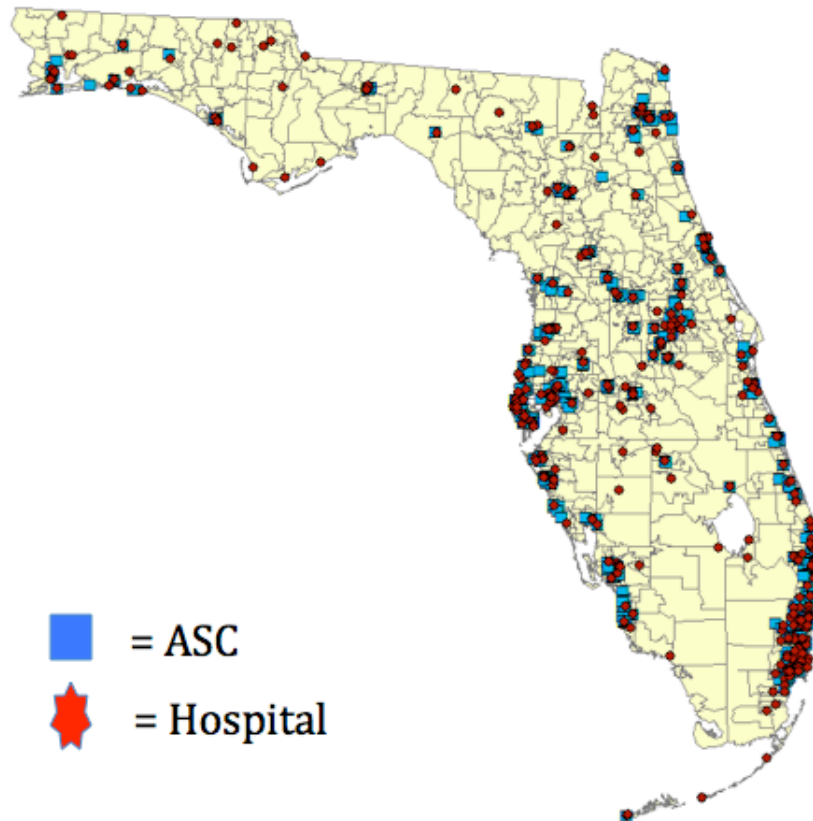 = ASC
= Hospital